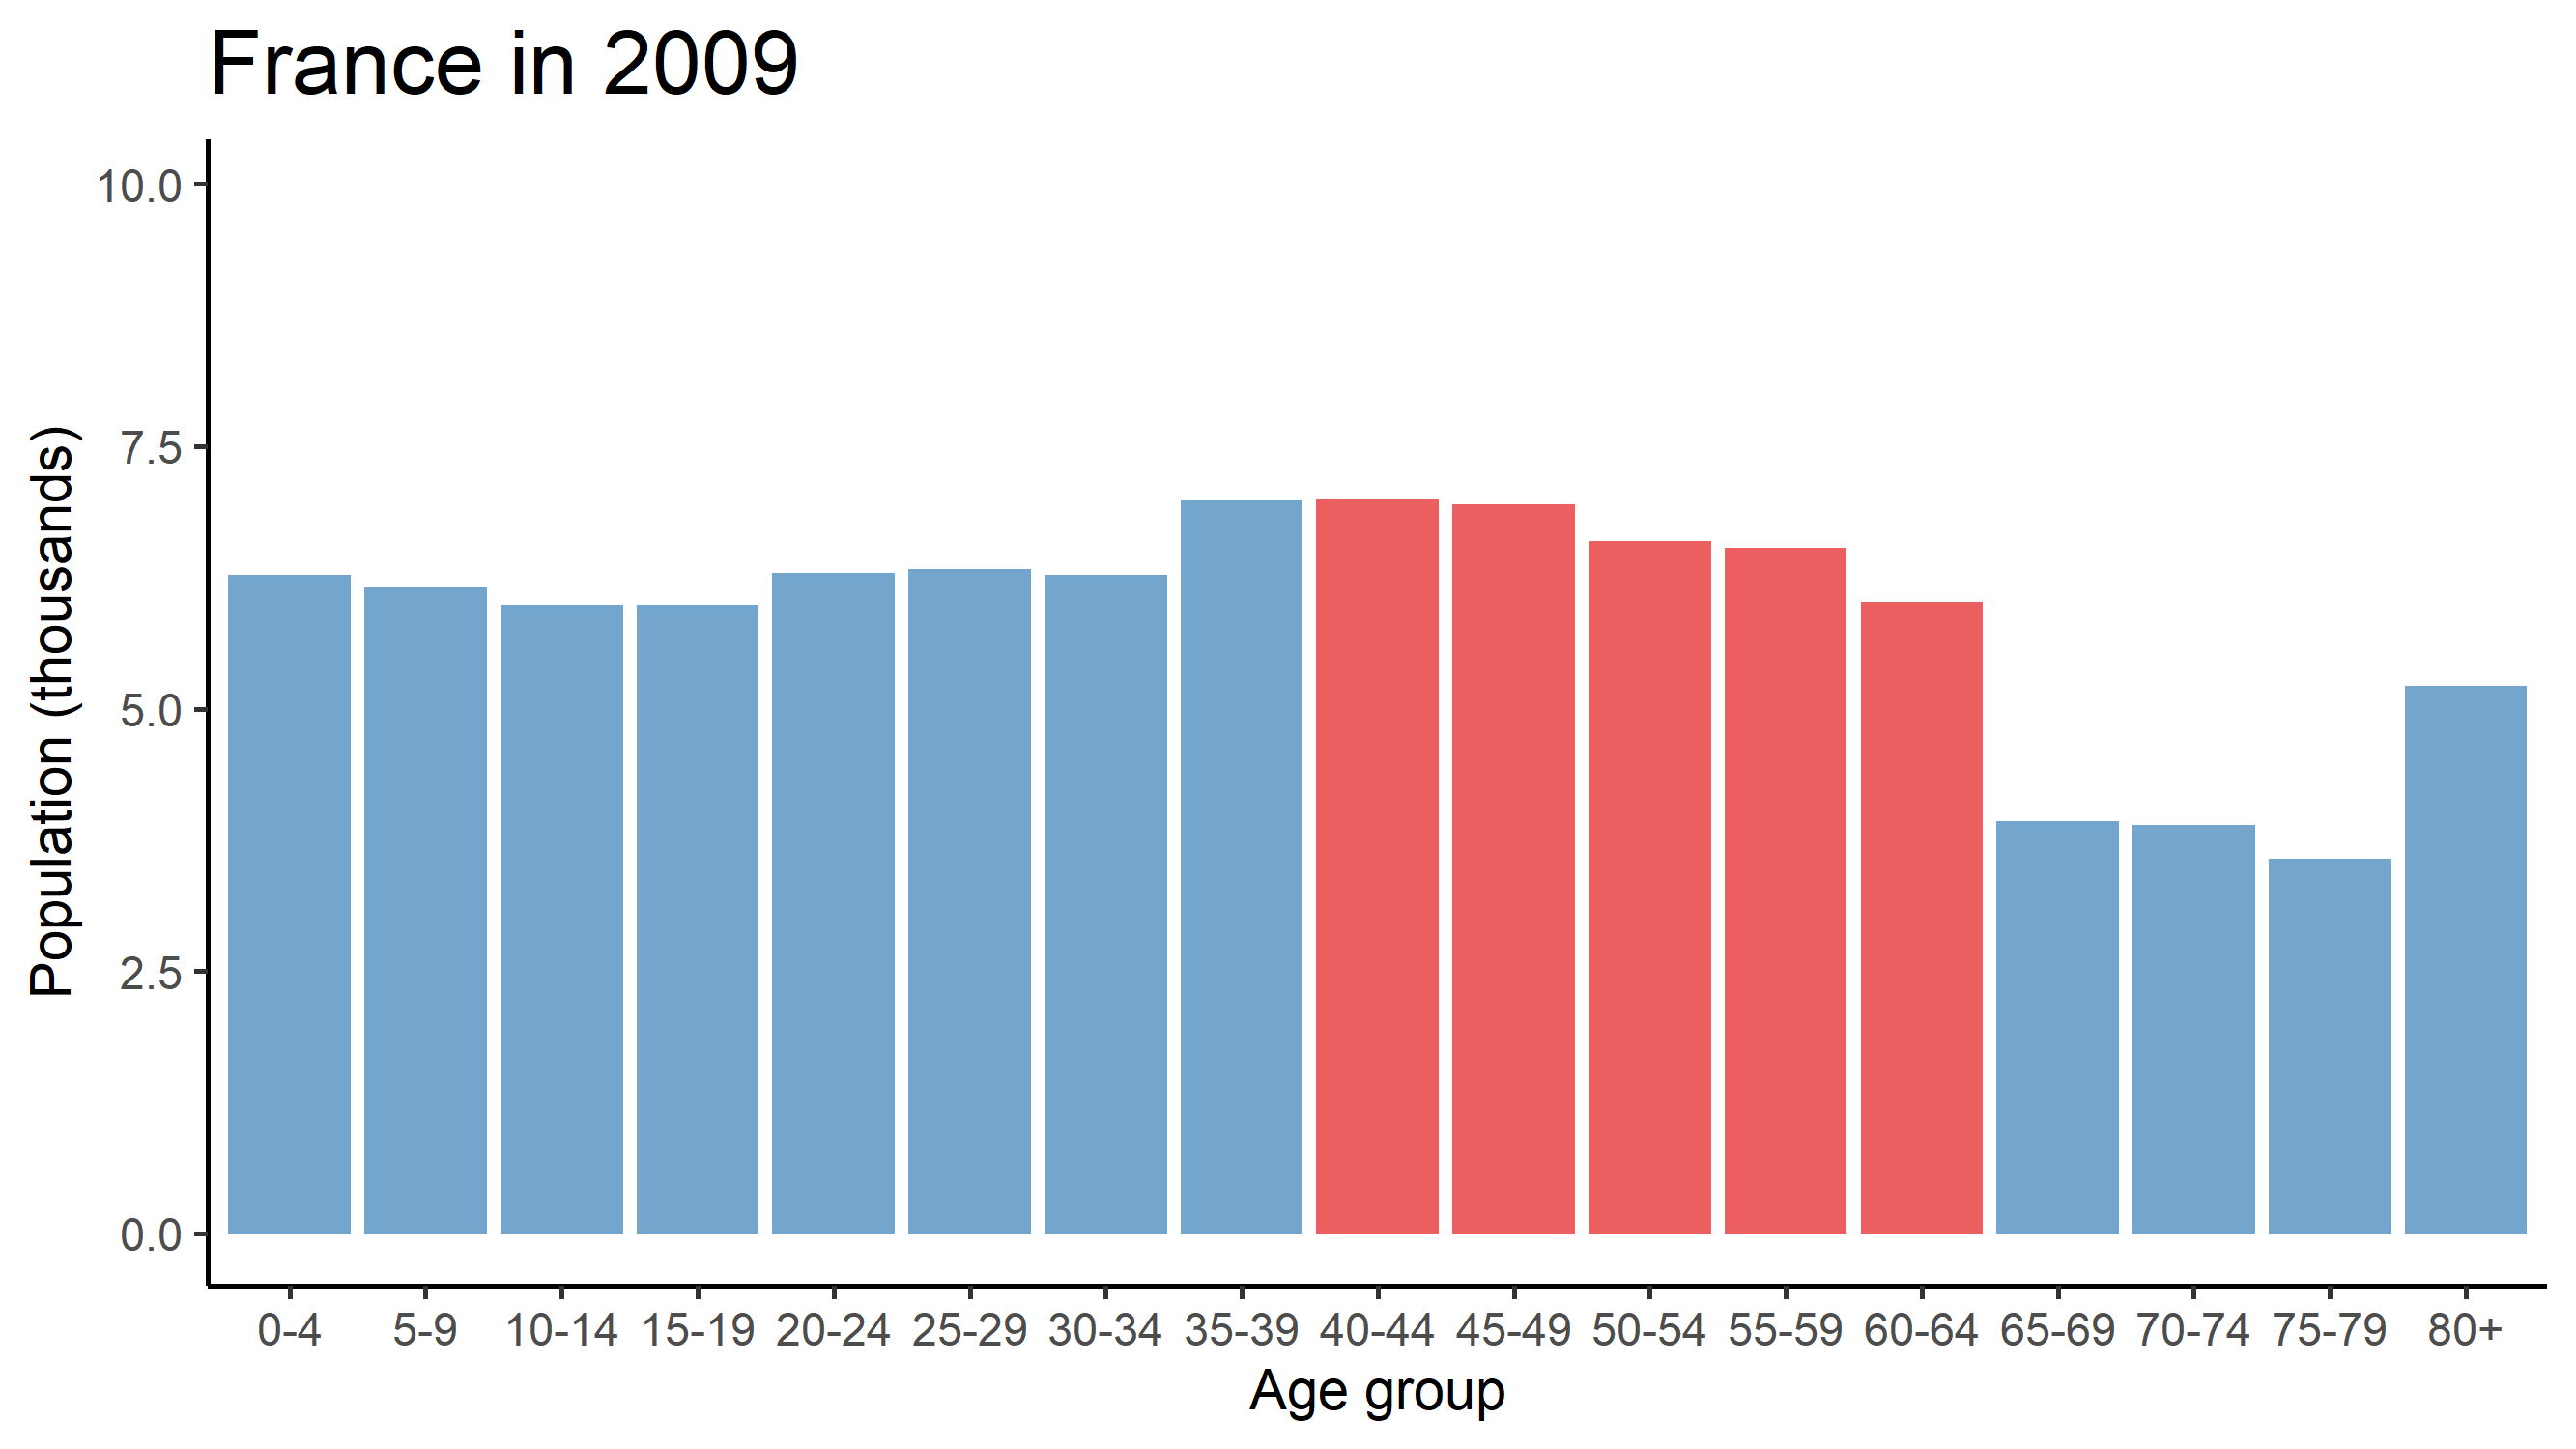 France in 2009
Population (thousands)
10.0
7.5
5.0
2.5
0.0
0-4 5-9 10-14 15-19 20-24 25-29 30-34 35-39 40-44 45-49 50-54 55-59 60-64 65-69 70-74 75-79 80+
Age group